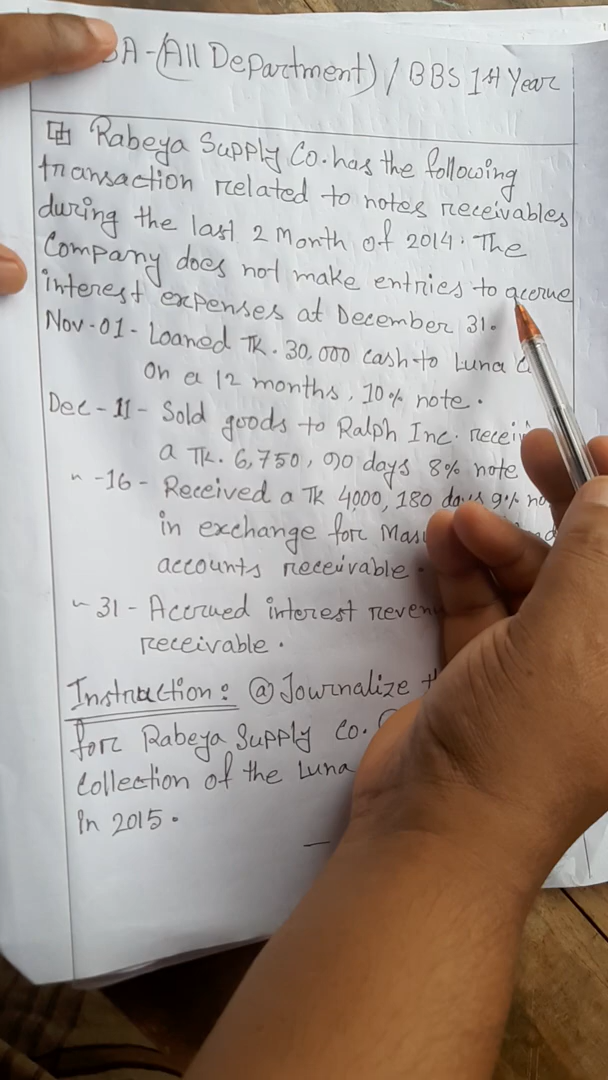 BA-(All Department) / BBS 1st Year
Rabeya Supply Co. has the following
transaction related to notes receivables
during the last 2 Month of 2014. The
Company does not make entries to accrue
interest expenses at December 31.
Nov-01- Loaned Tk. 30,000 cash to Luna
on a 12 months, 10% note.
Dec-11- Sold goods to Ralph Inc.
a Tk. 6,750, 90 days 8% note
" -16- Received a Tk 4000, 180 days 9%
in exchange for
accounts receivable.
" 31- Accrued interest
receivable.
Instruction: (a) Journalize
for Rabeya Supply Co.
Collection of the Luna
in 2015.